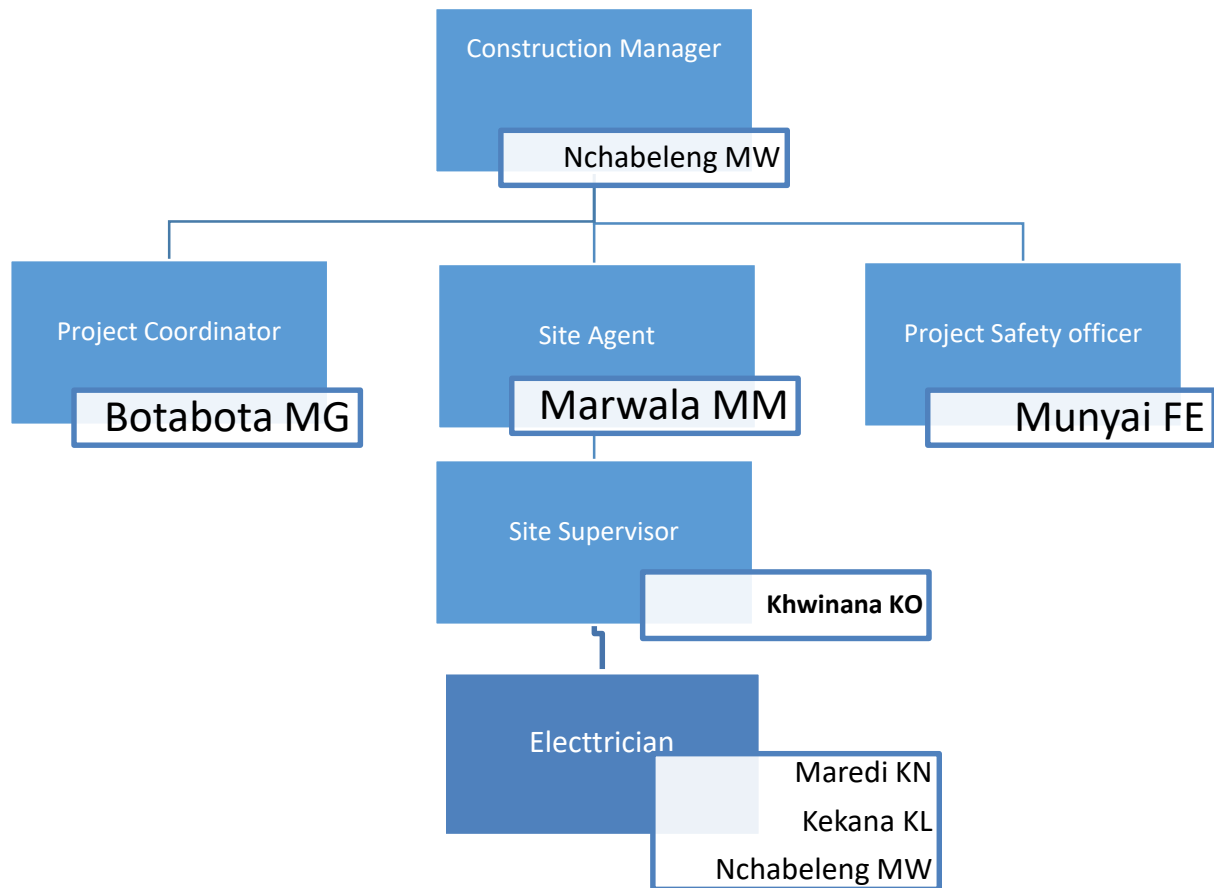 Construction Manager
Nchabeleng MW
Project Coordinator
Botabota MG
Site Agent
Marwala MM
Project Safety officer
Munyai FE
Site Supervisor
Khwinana KO
Electtrician
Maredi KN
Kekana KL
Nchabeleng MW